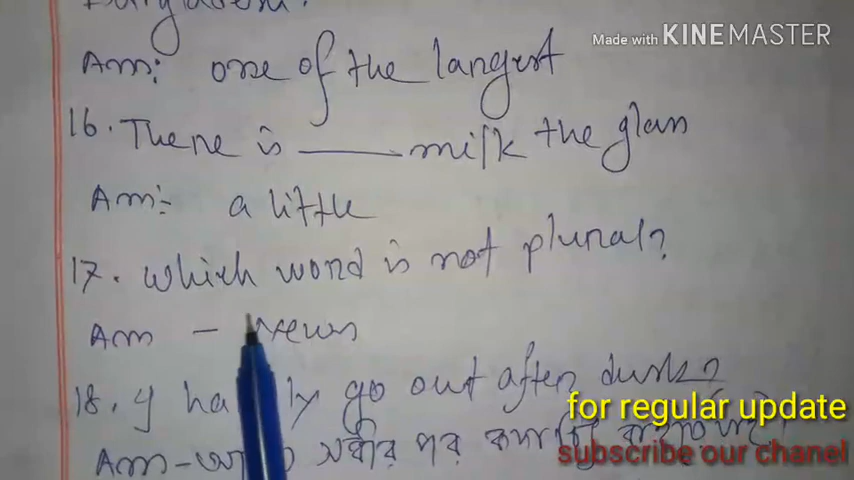 Ans: one of the largest
Made with KINEMASTER
16. There is ___ milk the glass
Ans:- a little
17. Which word is not plural?
Ans - News
18. I ha ly go out after dusk?
for regular update
Ans - সন্ধ্যার পর
subscribe our chanel